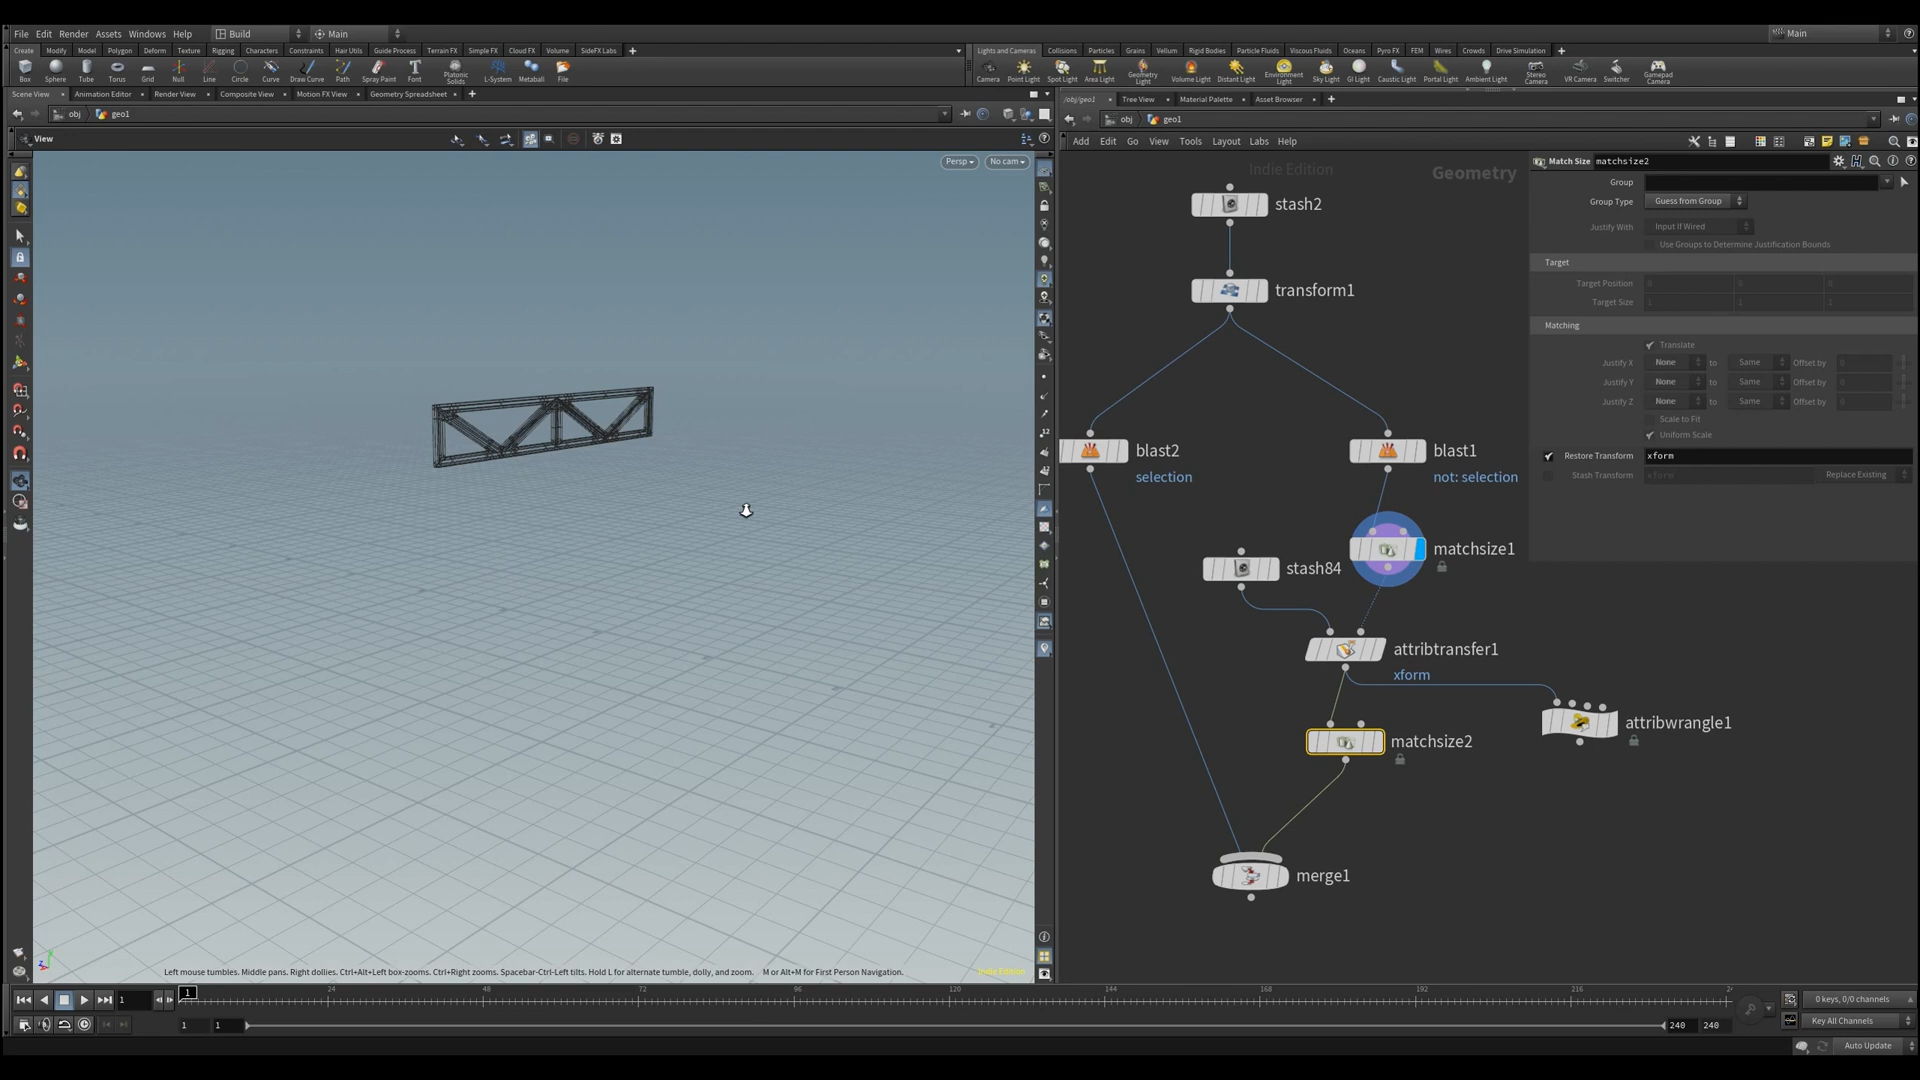 File Edit Render Assets Windows Help Build Main Main
Create Modify Model Polygon Deform Texture Rigging Characters Constraints Hair Utils Guide Process Terrain FX Simple FX Cloud FX Volume SideFX Labs
Lights and Cameras Collisions Particles Grains Vellum Rigid Bodies Particle Fluids Viscous Fluids Oceans Pyro FX FEM Wires Crowds Drive Simulation
Box Sphere Tube Torus Grid Null Line Circle Curve Draw Curve Path Spray Paint Font Platonic Solids L-System Metaball File
Camera Point Light Spot Light Area Light Geometry Light Volume Light Distant Light Environment Light Sky Light GI Light Caustic Light Portal Light Ambient Light Stereo Camera VR Camera Switcher Gamepad Camera
Scene View Animation Editor Render View Composite View Motion FX View Geometry Spreadsheet
/obj/geo1 Tree View Material Palette Asset Browser
obj geo1
obj geo1
View
Add Edit Go View Tools Layout Labs Help
Persp No cam
Indie Edition Geometry
Match Size matchsize2
Group
Group Type Guess from Group
Justify With Input If Wired
Use Groups to Determine Justification Bounds
Target
Target Position 0 0 0
Target Size 1 1 1
Matching
Translate
Justify X None to Same Offset by 0
Justify Y None to Same Offset by 0
Justify Z None to Same Offset by 0
Scale to Fit
Uniform Scale
Restore Transform xform
Stash Transform xform Replace Existing
stash2
transform1
blast2
selection
blast1
not: selection
matchsize1
stash84
attribtransfer1
xform
attribwrangle1
matchsize2
merge1
Left mouse tumbles. Middle pans. Right dollies. Ctrl+Alt+Left box-zooms. Ctrl+Right zooms. Spacebar-Ctrl-Left tilts. Hold L for alternate tumble, dolly, and zoom. M or Alt+M for First Person Navigation.
Indie Edition
1 1 24 48 72 96 120 144 168 192 216
0 keys, 0/0 channels
1 1 240 240
Key All Channels
Auto Update